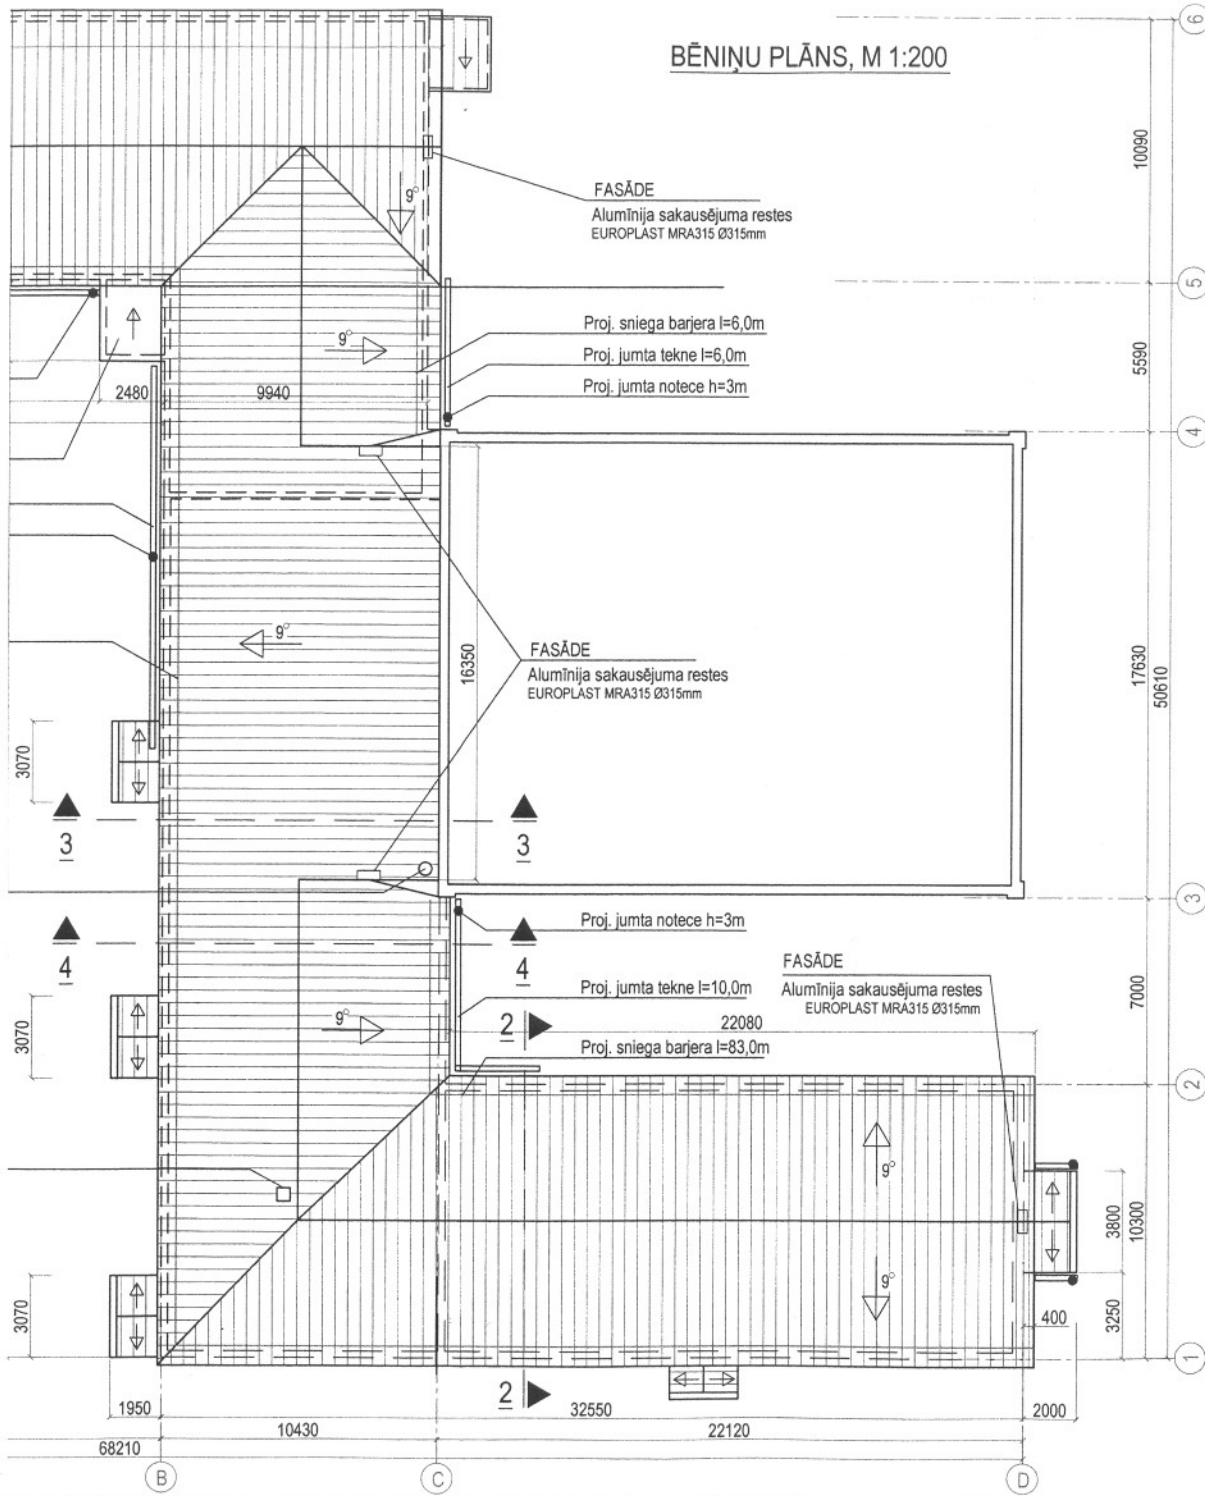 BĒNIŅU PLĀNS, M 1:200
6
10090
FASĀDE
Alumīnija sakausējuma restes
EUROPLAST MRA315 Ø315mm
9°
5
Proj. sniega barjera l=6,0m
9°
Proj. jumta tekne l=6,0m
5590
2480
9940
Proj. jumta notece h=3m
4
9°
16350
FASĀDE
Alumīnija sakausējuma restes
EUROPLAST MRA315 Ø315mm
17630
50610
3070
3
3
3
Proj. jumta notece h=3m
4
4
FASĀDE
Alumīnija sakausējuma restes
EUROPLAST MRA315 Ø315mm
Proj. jumta tekne l=10,0m
7000
3070
9°
2
22080
Proj. sniega barjera l=83,0m
2
9°
3800
10300
9°
3070
400
3250
1
2
1950
32550
2000
10430
22120
68210
B
C
D